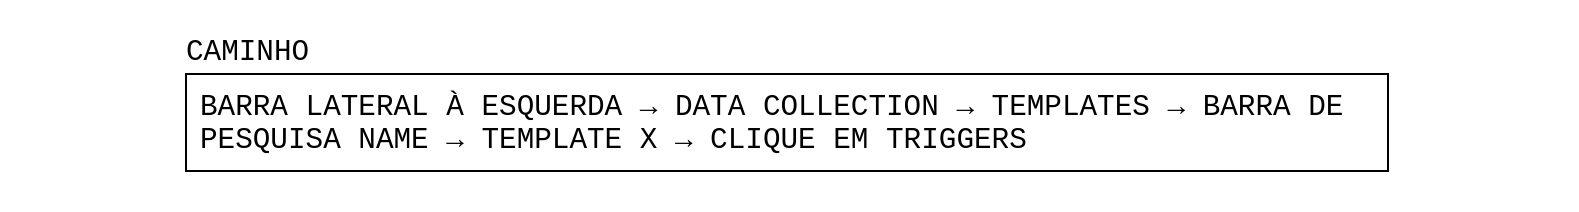 CAMINHO
BARRA LATERAL À ESQUERDA → DATA COLLECTION → TEMPLATES → BARRA DE
PESQUISA NAME → TEMPLATE X → CLIQUE EM TRIGGERS